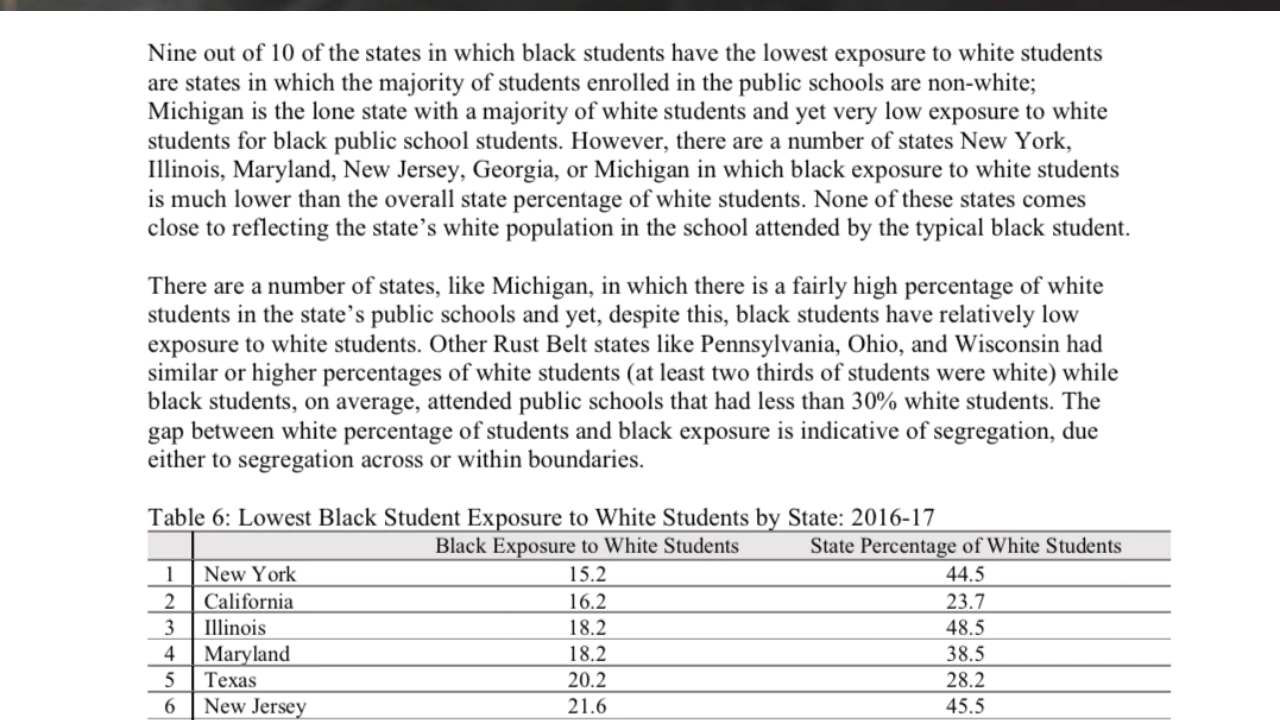 Nine out of 10 of the states in which black students have the lowest exposure to white students
are states in which the majority of students enrolled in the public schools are non-white;
Michigan is the lone state with a majority of white students and yet very low exposure to white
students for black public school students. However, there are a number of states New York,
Illinois, Maryland, New Jersey, Georgia, or Michigan in which black exposure to white students
is much lower than the overall state percentage of white students. None of these states comes
close to reflecting the state’s white population in the school attended by the typical black student.
There are a number of states, like Michigan, in which there is a fairly high percentage of white
students in the state’s public schools and yet, despite this, black students have relatively low
exposure to white students. Other Rust Belt states like Pennsylvania, Ohio, and Wisconsin had
similar or higher percentages of white students (at least two thirds of students were white) while
black students, on average, attended public schools that had less than 30% white students. The
gap between white percentage of students and black exposure is indicative of segregation, due
either to segregation across or within boundaries.
Table 6: Lowest Black Student Exposure to White Students by State: 2016-17
Black Exposure to White Students State Percentage of White Students
1 New York 15.2 44.5
2 California 16.2 23.7
3 Illinois 18.2 48.5
4 Maryland 18.2 38.5
5 Texas 20.2 28.2
6 New Jersey 21.6 45.5